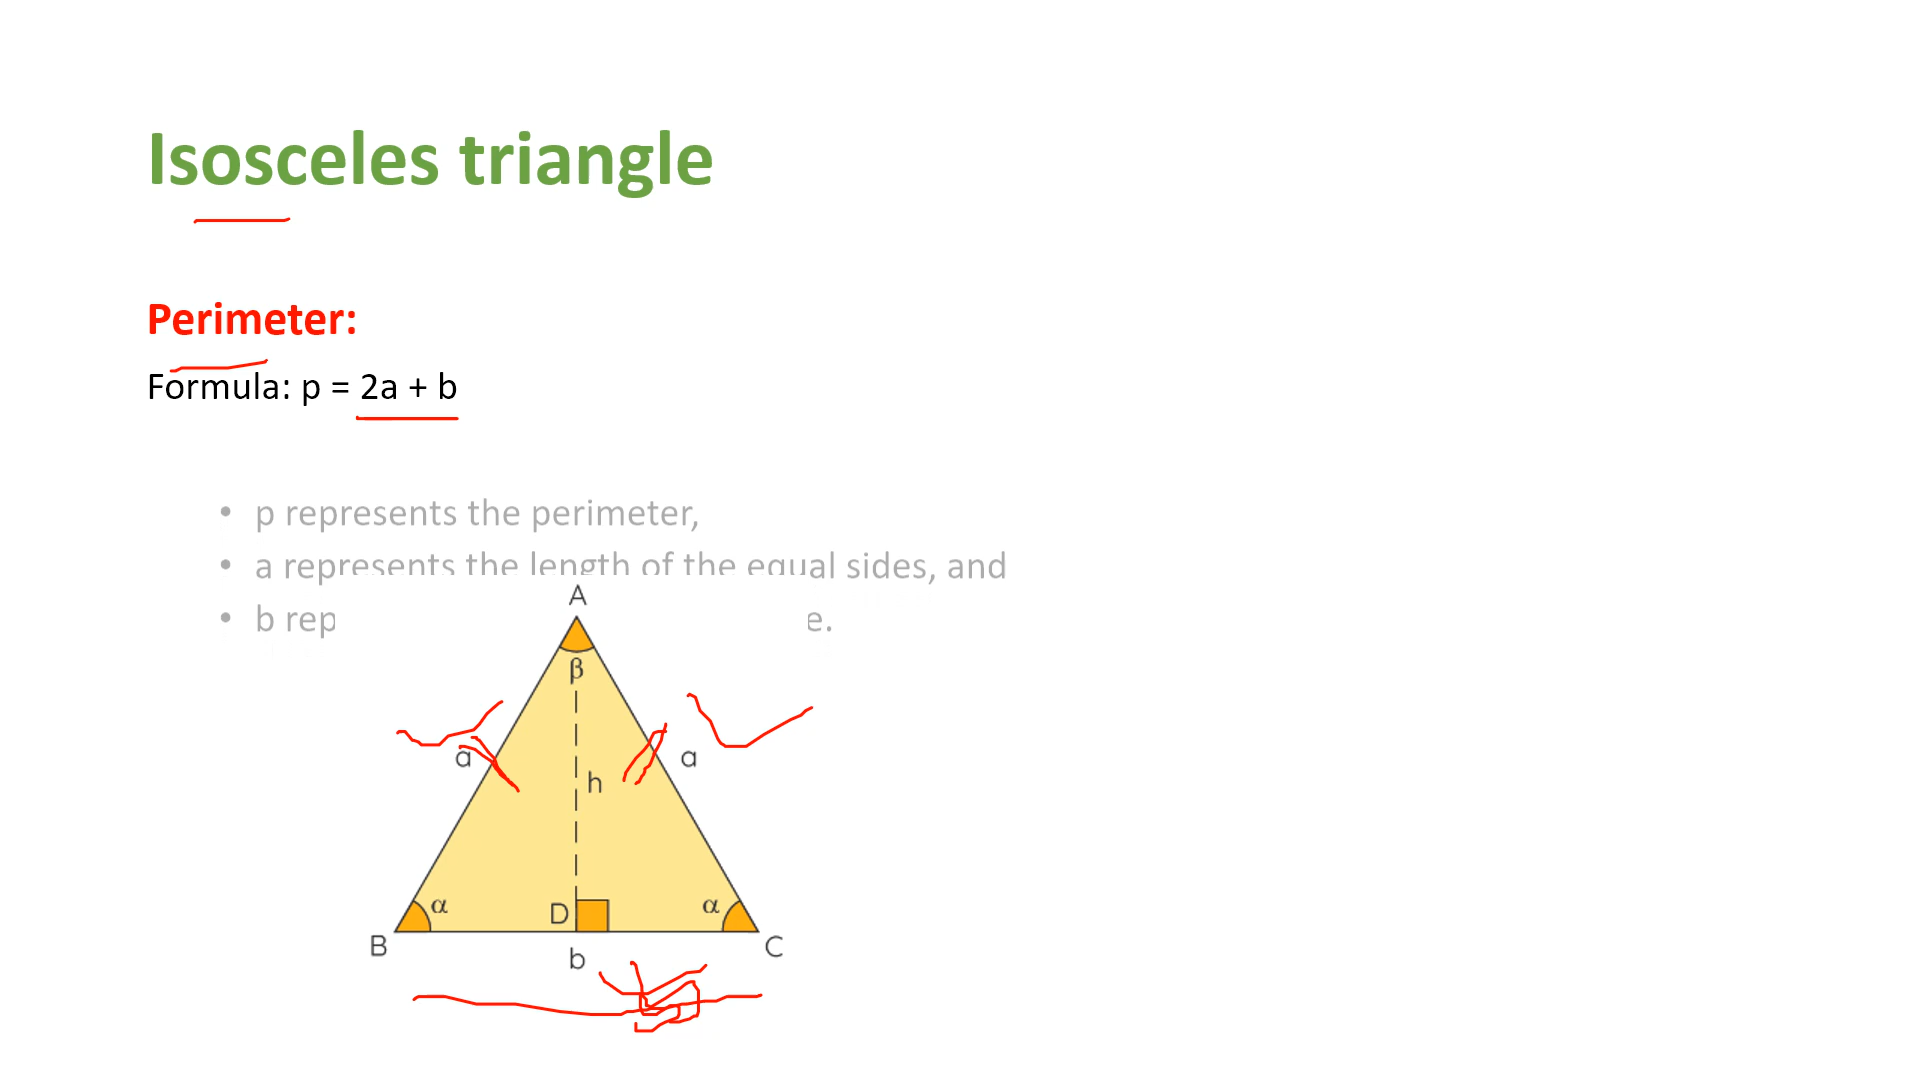 Isosceles triangle
Perimeter:
Formula: p = 2a + b
• p represents the perimeter,
• a represents the length of the equal sides, and
• b rep e.
A
β
a a
h
α D α
B b C